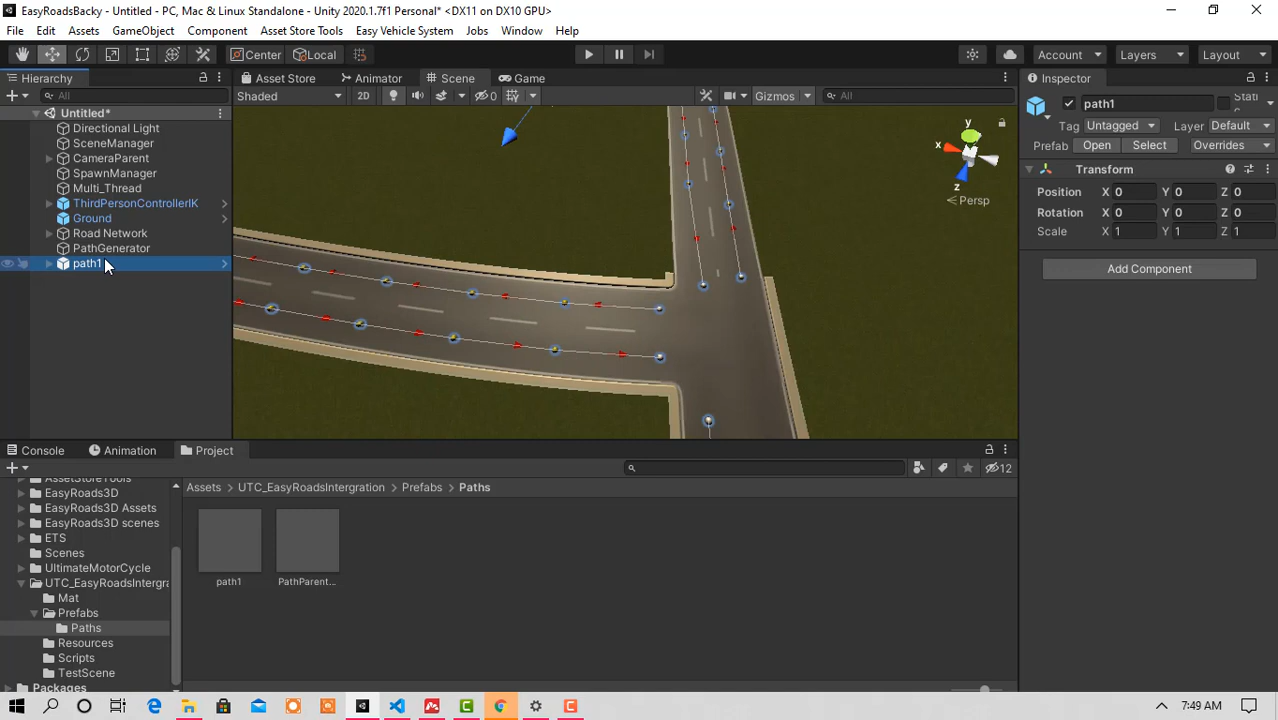 EasyRoadsBacky - Untitled - PC, Mac & Linux Standalone - Unity 2020.1.7f1 Personal* <DX11 on DX10 GPU>
File Edit Assets GameObject Component Asset Store Tools Easy Vehicle System Jobs Window Help
Center Local Account Layers Layout
Hierarchy Asset Store Animator Scene Game Inspector
All Shaded 2D 0 Gizmos All
Untitled*
Directional Light
SceneManager
CameraParent
SpawnManager
Multi_Thread
ThirdPersonControllerIK
Ground
Road Network
PathGenerator
path1
y
x
z
Persp
path1 Stati
Tag Untagged Layer Default
Prefab Open Select Overrides
Transform
Position X 0 Y 0 Z 0
Rotation X 0 Y 0 Z 0
Scale X 1 Y 1 Z 1
Add Component
Console Animation Project
12
AssetStoreTools
EasyRoads3D
EasyRoads3D Assets
EasyRoads3D scenes
ETS
Scenes
UltimateMotorCycle
UTC_EasyRoadsIntergra
Mat
Prefabs
Paths
Resources
Scripts
TestScene
Packages
Assets > UTC_EasyRoadsIntergration > Prefabs > Paths
path1 PathParent...
7:49 AM